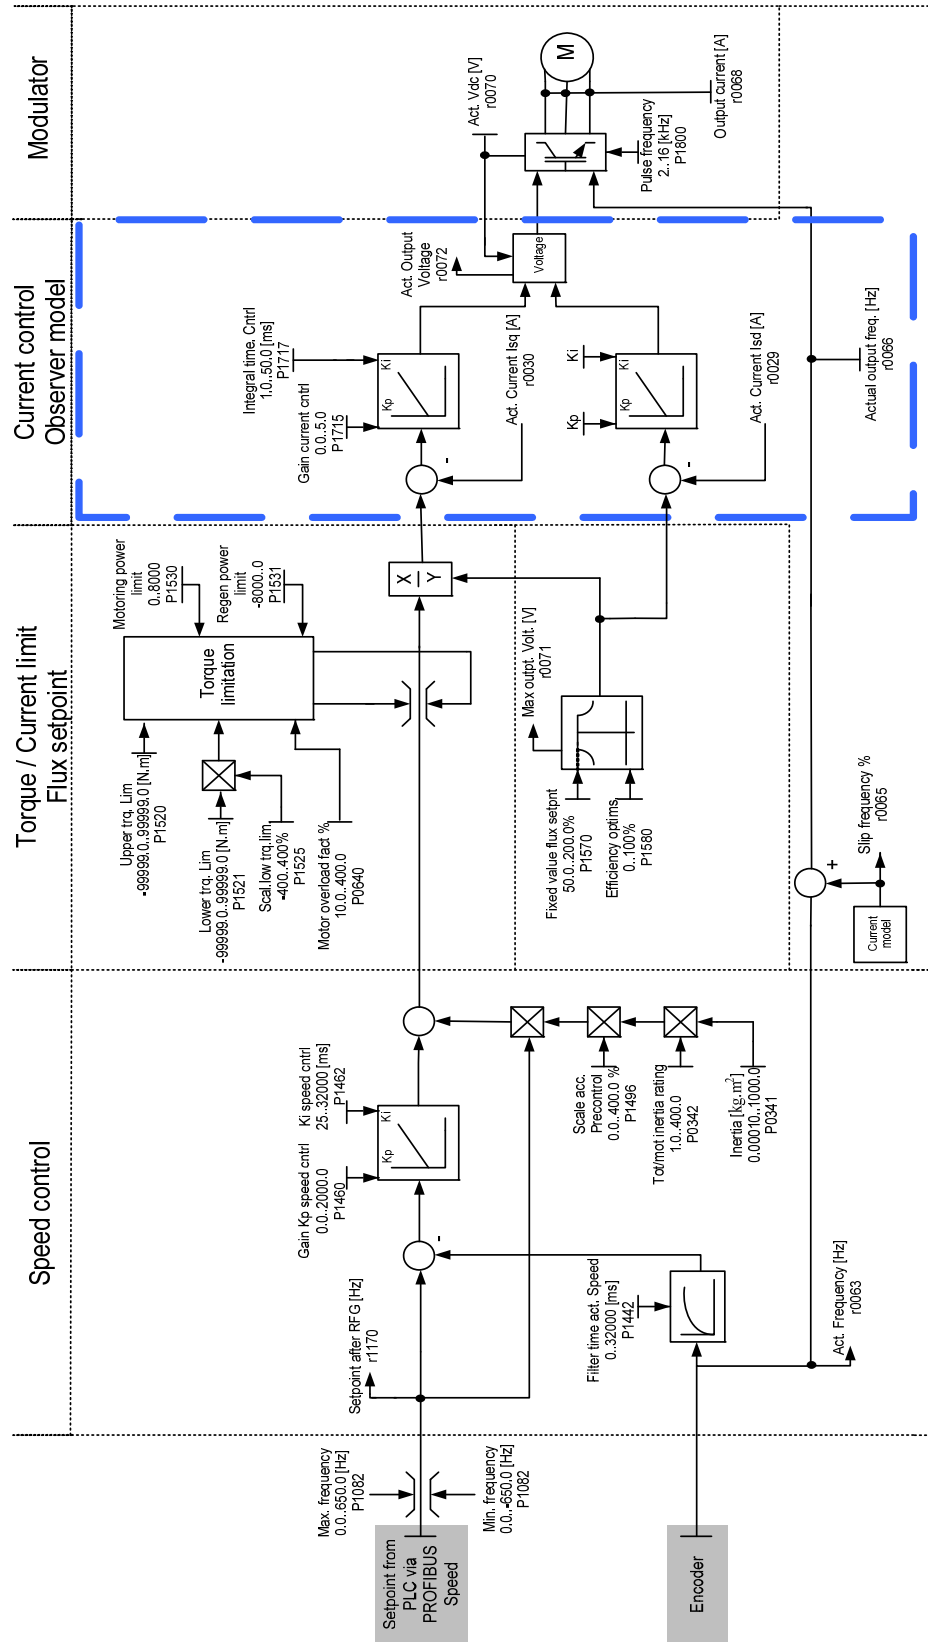 Speed control
Torque / Current limit
Flux setpoint
Current control
Observer model
Modulator
Setpoint from
PLC via
PROFIBUS
Speed
Encoder
Max. frequency
0.0..650.0 [Hz]
P1082
Min. frequency
0.0..-650.0 [Hz]
P1082
Setpoint after RFG [Hz]
r1170
Gain Kp speed cntrl
0.0..2000.0
P1460
Ki speed cntrl
25..32000 [ms]
P1462
Kp
Ki
-
Filter time act. Speed
0..32000 [ms]
P1442
Act. Frequency [Hz]
r0063
Scale acc.
Precontrol
0.0..400.0 %
P1496
Tot/mot inertia rating
1.0..400.0
P0342
Inertia [kg.m²]
0.00010..1000.0
P0341
Upper trq. Lim
-99999.0..99999.0 [N.m]
P1520
Lower trq. Lim
-99999.0..99999.0 [N.m]
P1521
Scal.low trq.lim.
-400..400%
P1525
Motor overload fact %
10.0..400.0
P0640
Torque
limitation
Motoring power
limit
0..8000
P1530
Regen power
limit
-8000..0
P1531
X
Y
Fixed value flux setpnt
50.0..200.0%
P1570
Efficiency optims.
0..100%
P1580
Max outpt. Volt. [V]
r0071
Current
model
Slip frequency %
r0065
+
Gain current cntrl
0.0..5.0
P1715
Integral time. Cntrl
1.0..50.0 [ms]
P1717
Kp
Ki
-
Act. Current Isq [A]
r0030
Kp
Ki
Kp
Ki
-
Act. Current Isd [A]
r0029
Act. Output
Voltage
r0072
Voltage
Actual output freq. [Hz]
r0066
Act. Vdc [V]
r0070
M
Pulse frequency
2..16 [kHz]
P1800
Output current [A]
r0068